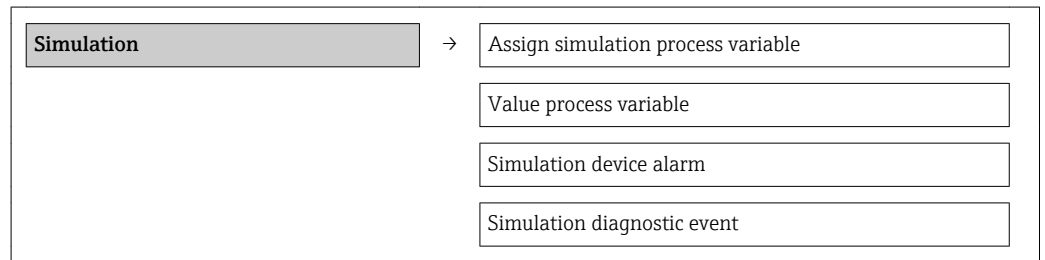 Simulation → Assign simulation process variable
Value process variable
Simulation device alarm
Simulation diagnostic event